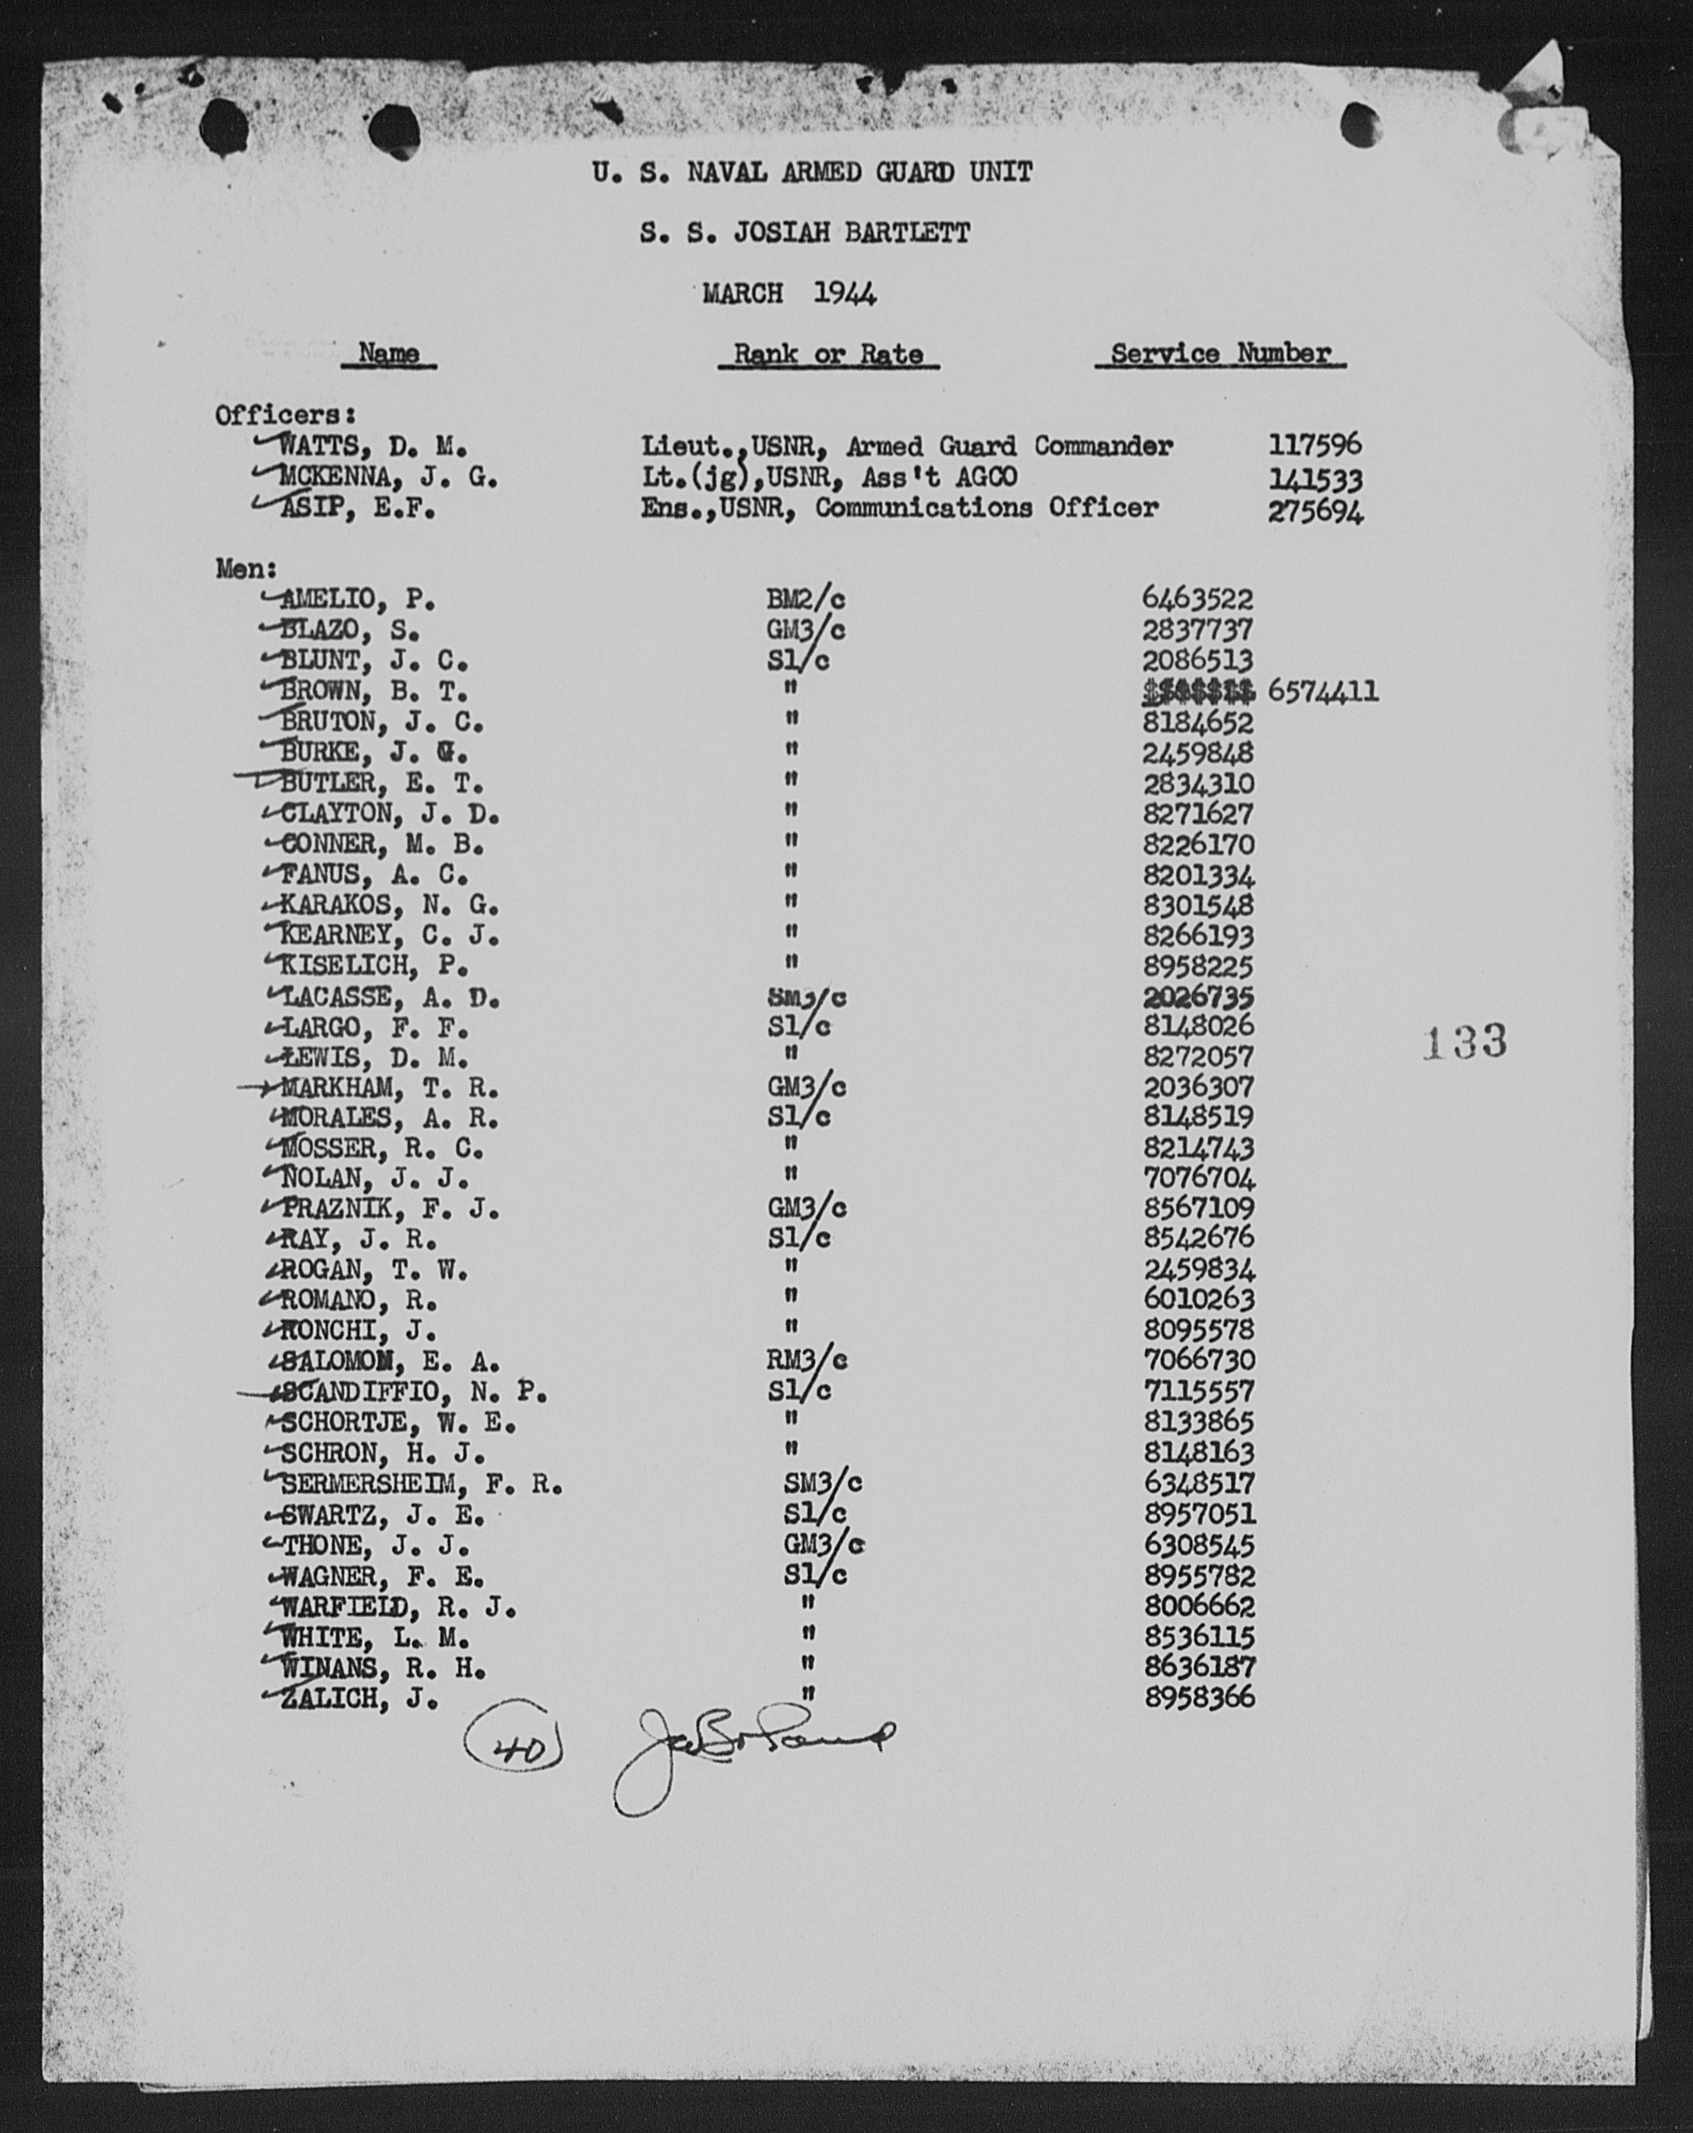 U. S. NAVAL ARMED GUARD UNIT
S. S. JOSIAH BARTLETT
MARCH 1944
Name Rank or Rate Service Number
Officers:
WATTS, D. M. Lieut.,USNR, Armed Guard Commander 117596
MCKENNA, J. G. Lt.(jg),USNR, Ass't AGCO 141533
ASIP, E.F. Ens.,USNR, Communications Officer 275694
Men:
AMELIO, P. BM2/c 6463522
BLAZO, S. GM3/c 2837737
BLUNT, J. C. S1/c 2086513
BROWN, B. T. " 6574411
BRUTON, J. C. " 8184652
BURKE, J. G. " 2459848
BUTLER, E. T. " 2834310
CLAYTON, J. D. " 8271627
CONNER, M. B. " 8226170
FANUS, A. C. " 8201334
KARAKOS, N. G. " 8301548
KEARNEY, C. J. " 8266193
KISELICH, P. " 8958225
LACASSE, A. D. SM3/c 2026735
LARGO, F. F. S1/c 8148026
LEWIS, D. M. " 8272057
133
MARKHAM, T. R. GM3/c 2036307
MORALES, A. R. S1/c 8148519
MOSSER, R. C. " 8214743
NOLAN, J. J. " 7076704
PRAZNIK, F. J. GM3/c 8567109
RAY, J. R. S1/c 8542676
ROGAN, T. W. " 2459834
ROMANO, R. " 6010263
RONCHI, J. " 8095578
SALOMON, E. A. RM3/c 7066730
SCANDIFFIO, N. P. S1/c 7115557
SCHORTJE, W. E. " 8133865
SCHRON, H. J. " 8148163
SERMERSHEIM, F. R. SM3/c 6348517
SWARTZ, J. E. S1/c 8957051
THONE, J. J. GM3/c 6308545
WAGNER, F. E. S1/c 8955782
WARFIELD, R. J. " 8006662
WHITE, L. M. " 8536115
WINANS, R. H. " 8636187
ZALICH, J. " 8958366
40